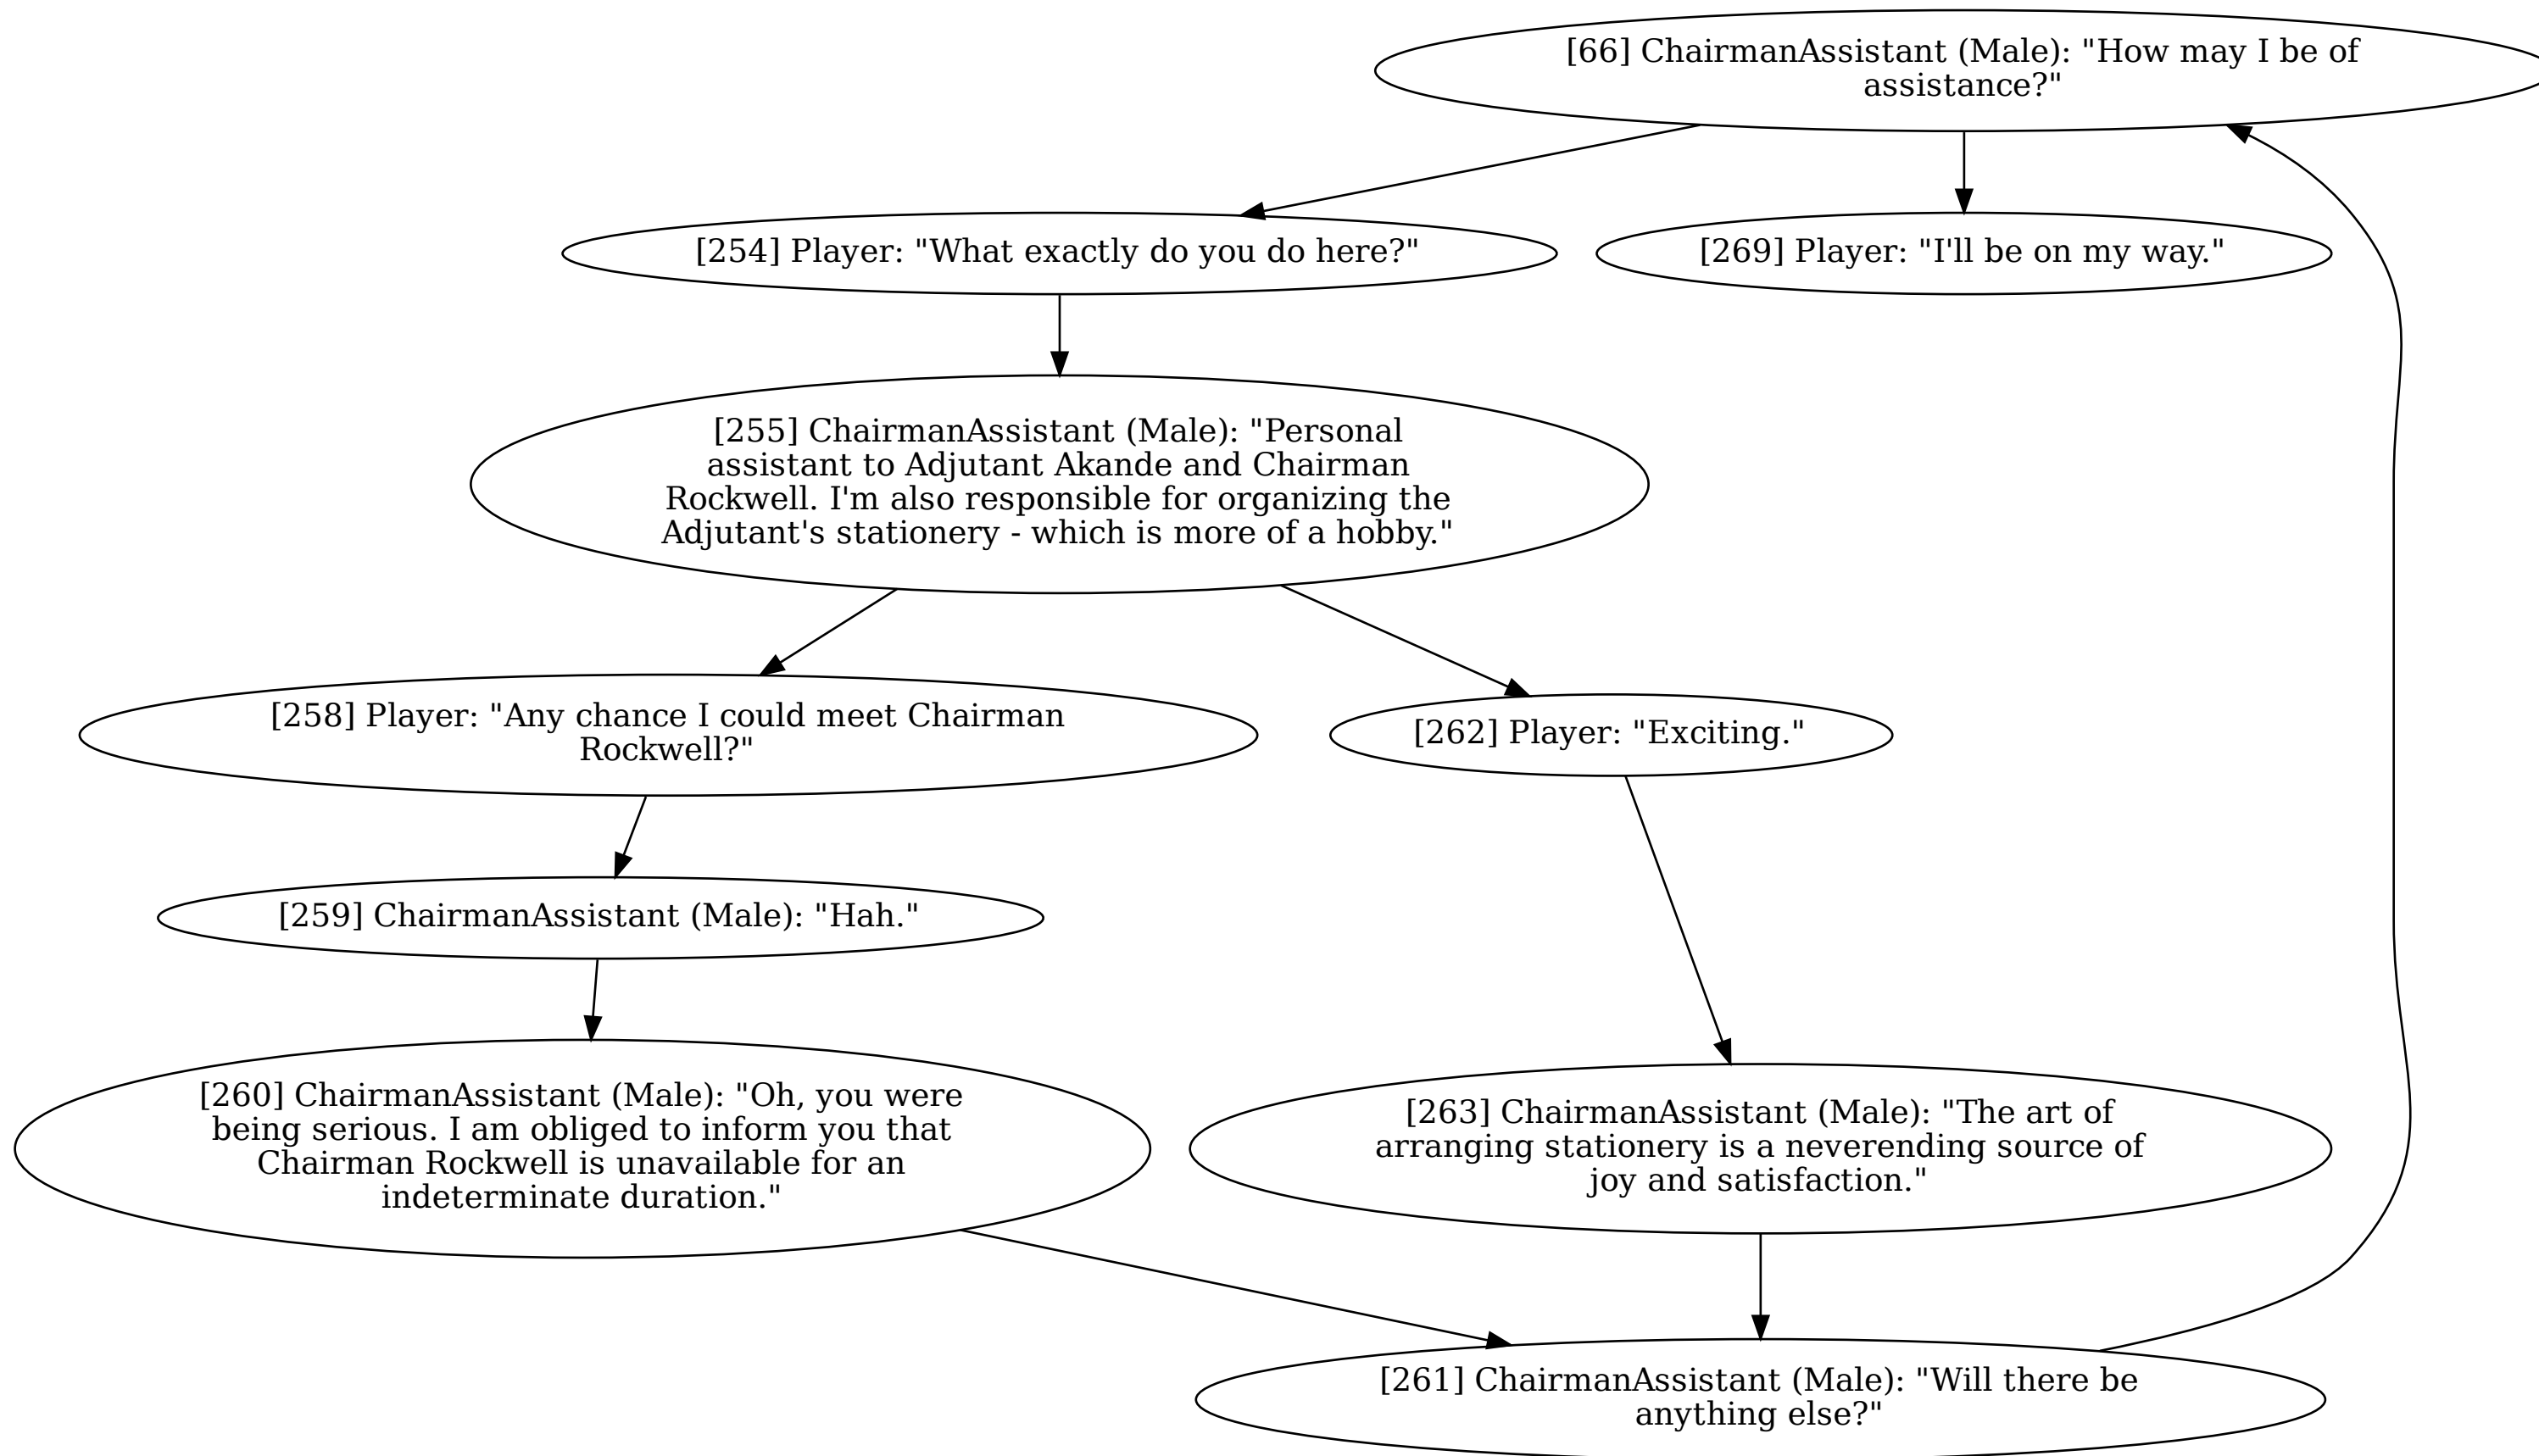 [66] ChairmanAssistant (Male): "How may I be of
assistance?"
[254] Player: "What exactly do you do here?"
[269] Player: "I'll be on my way."
[255] ChairmanAssistant (Male): "Personal
assistant to Adjutant Akande and Chairman
Rockwell. I'm also responsible for organizing the
Adjutant's stationery - which is more of a hobby."
[258] Player: "Any chance I could meet Chairman
Rockwell?"
[262] Player: "Exciting."
[259] ChairmanAssistant (Male): "Hah."
[260] ChairmanAssistant (Male): "Oh, you were
being serious. I am obliged to inform you that
Chairman Rockwell is unavailable for an
indeterminate duration."
[263] ChairmanAssistant (Male): "The art of
arranging stationery is a neverending source of
joy and satisfaction."
[261] ChairmanAssistant (Male): "Will there be
anything else?"